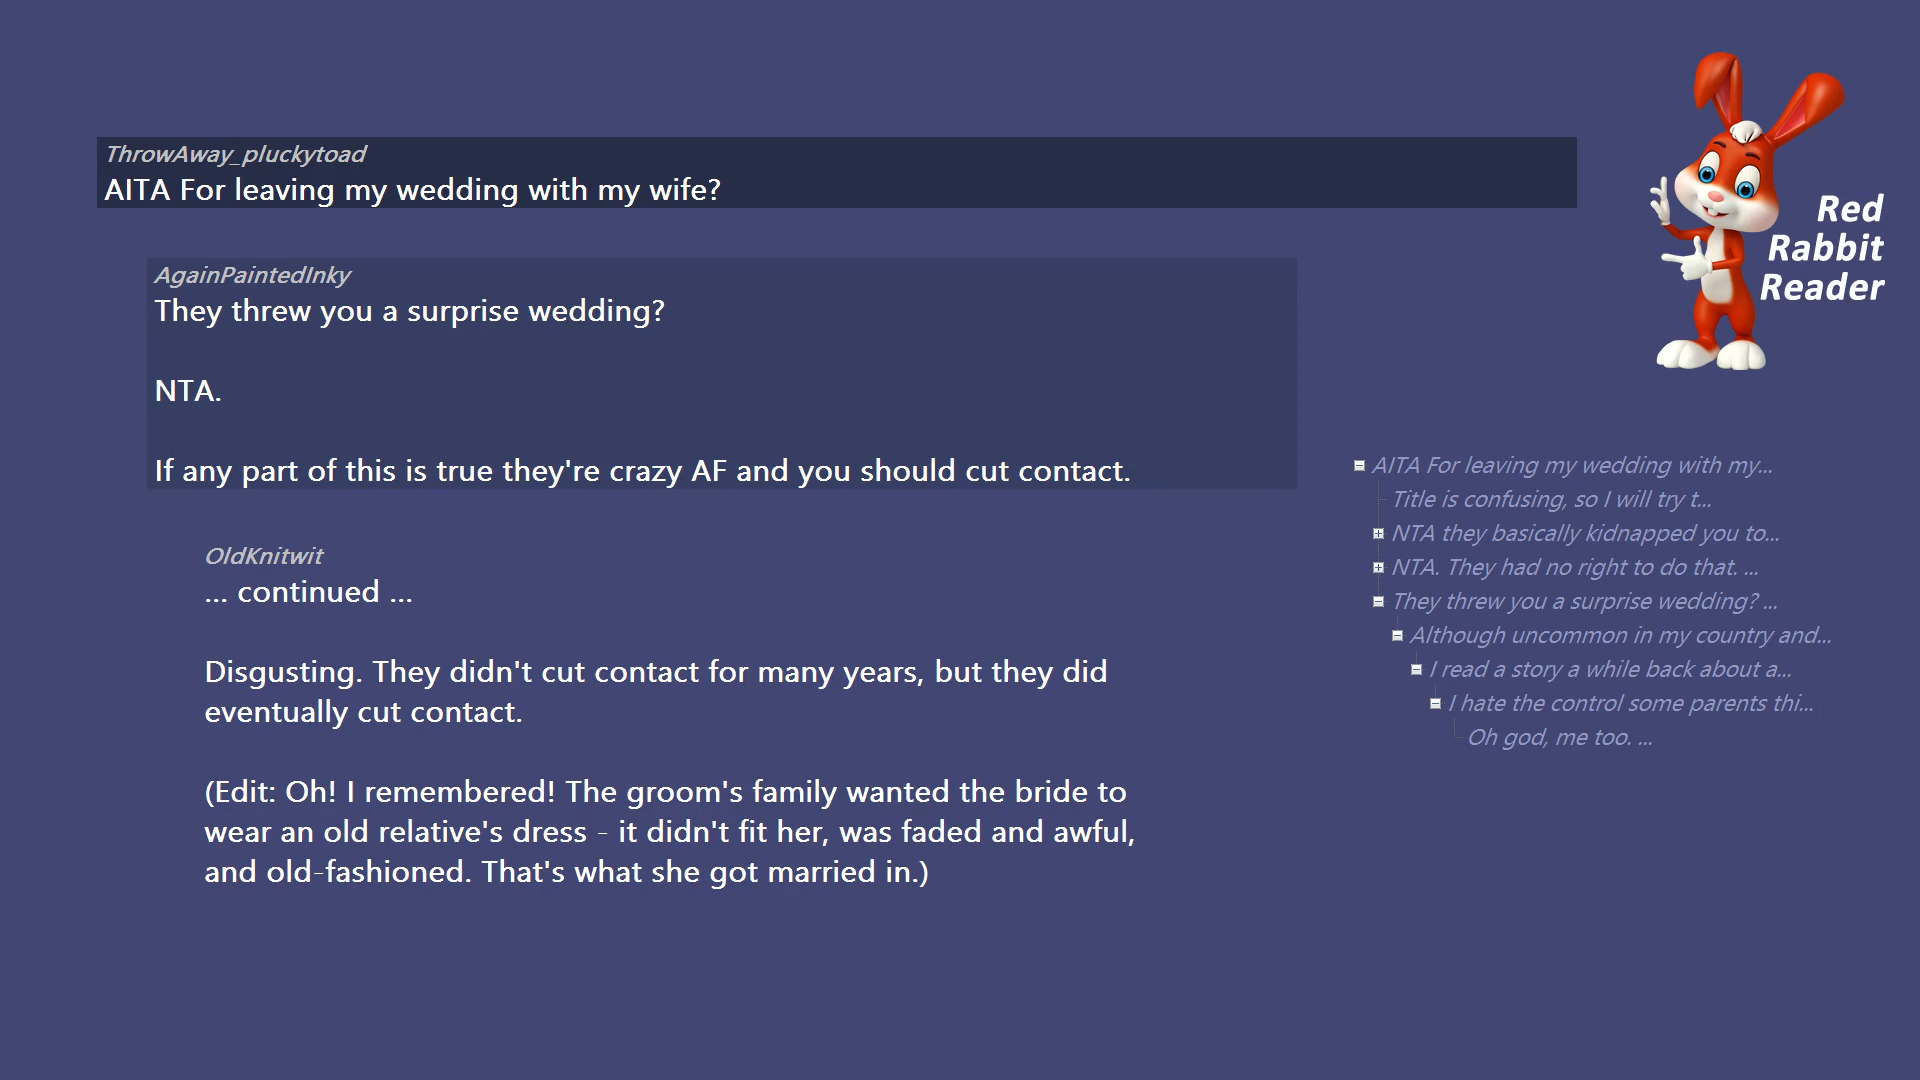 ThrowAway_pluckytoad
AITA For leaving my wedding with my wife?
AgainPaintedInky
They threw you a surprise wedding?
NTA.
If any part of this is true they're crazy AF and you should cut contact.
OldKnitwit
... continued ...
Disgusting. They didn't cut contact for many years, but they did
eventually cut contact.
(Edit: Oh! I remembered! The groom's family wanted the bride to
wear an old relative's dress - it didn't fit her, was faded and awful,
and old-fashioned. That's what she got married in.)
Red
Rabbit
Reader
AITA For leaving my wedding with my...
Title is confusing, so I will try t...
NTA they basically kidnapped you to...
NTA. They had no right to do that. ...
They threw you a surprise wedding? ...
Although uncommon in my country and...
I read a story a while back about a...
I hate the control some parents thi...
Oh god, me too. ...